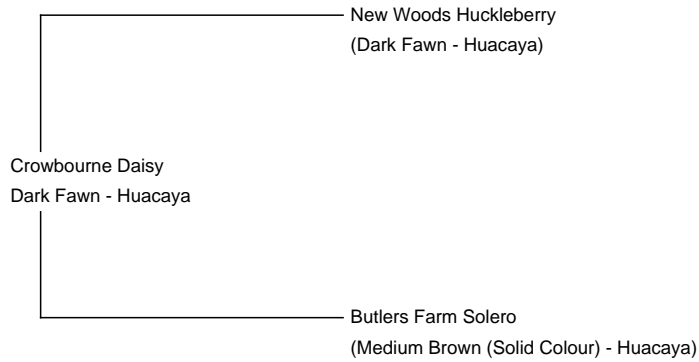 New Woods Huckleberry
(Dark Fawn - Huacaya)
Crowbourne Daisy
Dark Fawn - Huacaya
Butlers Farm Solero
(Medium Brown (Solid Colour) - Huacaya)